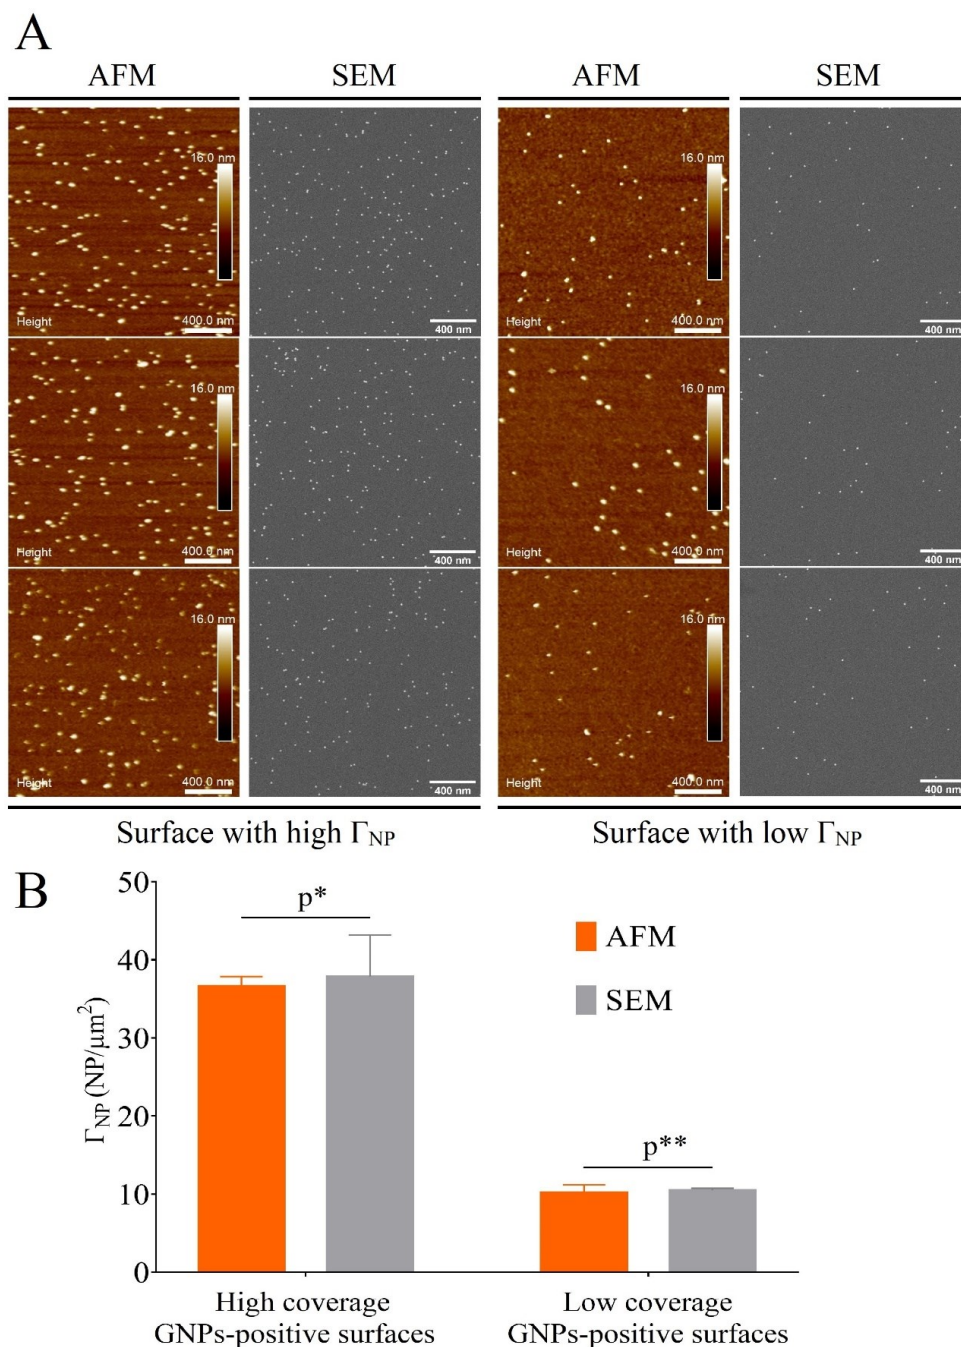 A
AFM SEM AFM SEM
16.0 nm 16.0 nm
Height 400.0 nm 400 nm Height 400.0 nm 400 nm
16.0 nm 16.0 nm
Height 400.0 nm 400 nm Height 400.0 nm 400 nm
16.0 nm 16.0 nm
Height 400.0 nm 400 nm Height 400.0 nm 400 nm
Surface with high ΓNP Surface with low ΓNP
B
ΓNP (NP/μm²)
50
40
30
20
10
0
p*
p**
AFM
SEM
High coverage
GNPs-positive surfaces
Low coverage
GNPs-positive surfaces